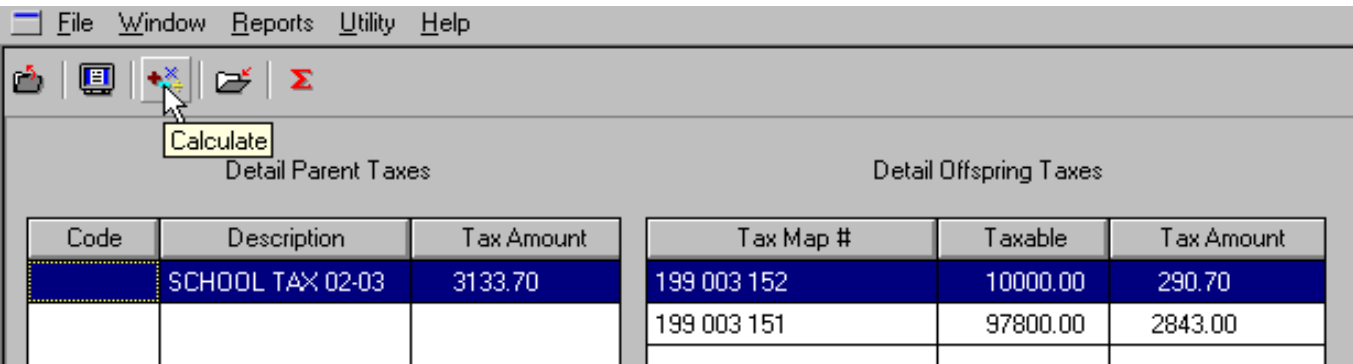 File Window Reports Utility Help
Σ
Calculate
Detail Parent Taxes
Detail Offspring Taxes
Code Description Tax Amount
SCHOOL TAX 02-03 3133.70
Tax Map # Taxable Tax Amount
199 003 152 10000.00 290.70
199 003 151 97800.00 2843.00